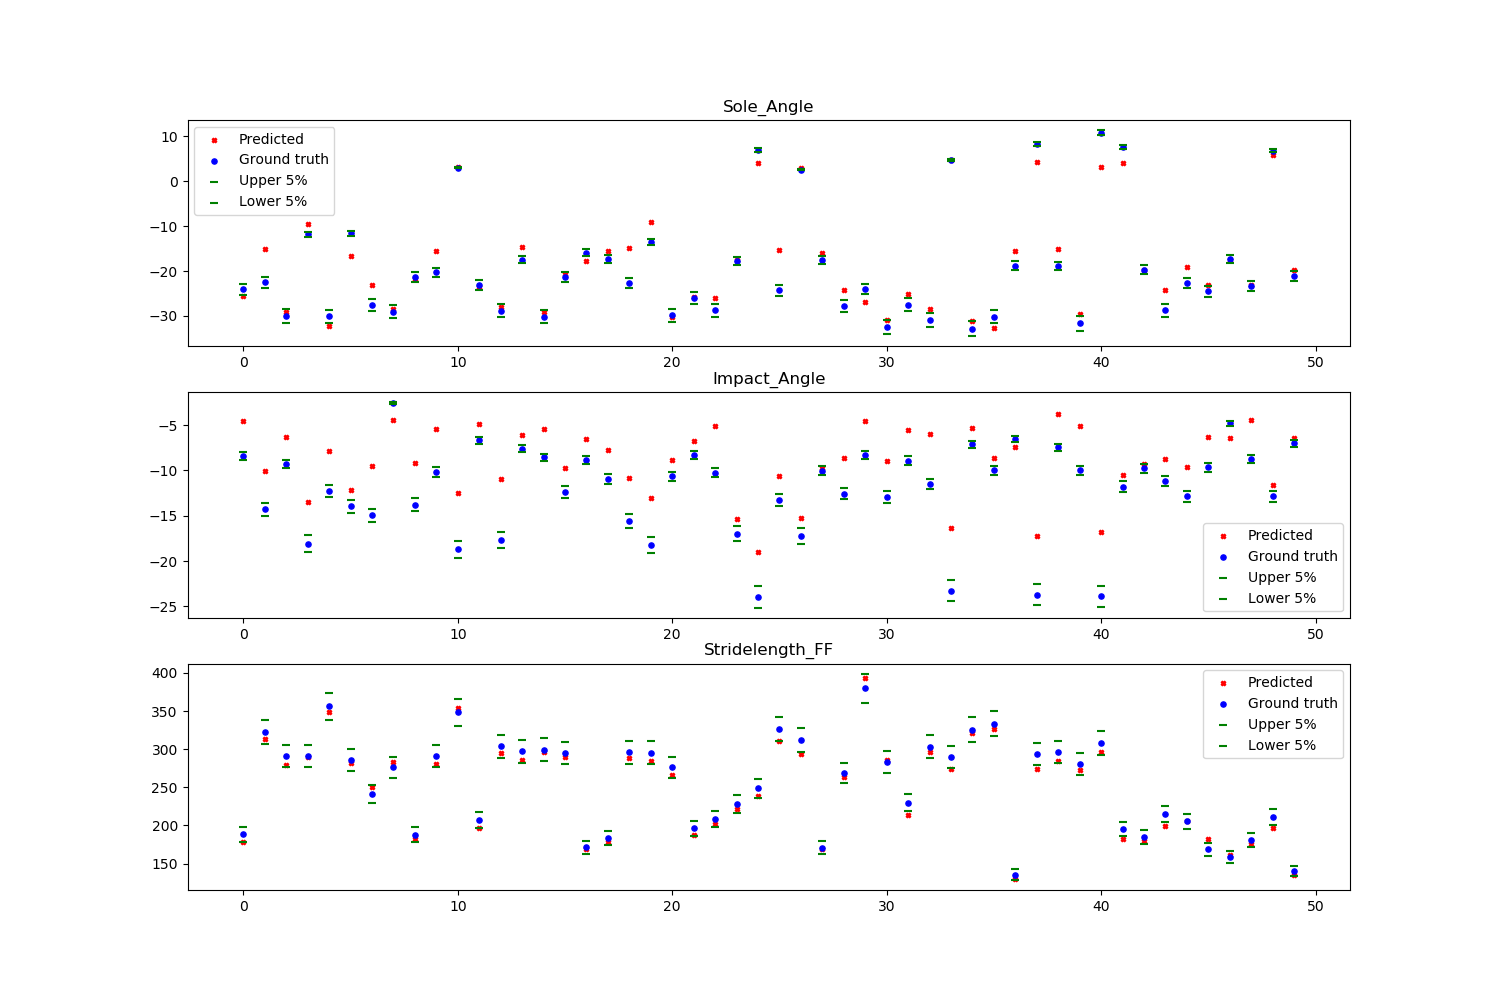 Sole_Angle
10
0
−10
−20
−30
Predicted
Ground truth
Upper 5%
Lower 5%
0 10 20 30 40 50
Impact_Angle
−5
−10
−15
−20
−25
Predicted
Ground truth
Upper 5%
Lower 5%
0 10 20 30 40 50
Stridelength_FF
400
350
300
250
200
150
Predicted
Ground truth
Upper 5%
Lower 5%
0 10 20 30 40 50